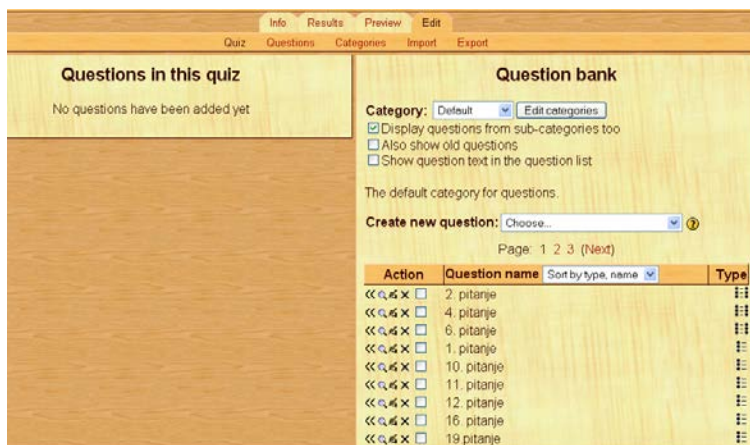 Info Results Preview Edit
Quiz Questions Categories Import Export
Questions in this quiz
No questions have been added yet
Question bank
Category: Default Edit categories
Display questions from sub-categories too
Also show old questions
Show question text in the question list
The default category for questions.
Create new question: Choose... ?
Page: 1 2 3 (Next)
Action Question name Sort by type, name Type
2. pitanje
4. pitanje
6. pitanje
1. pitanje
10. pitanje
11. pitanje
12. pitanje
16. pitanje
19 pitanje